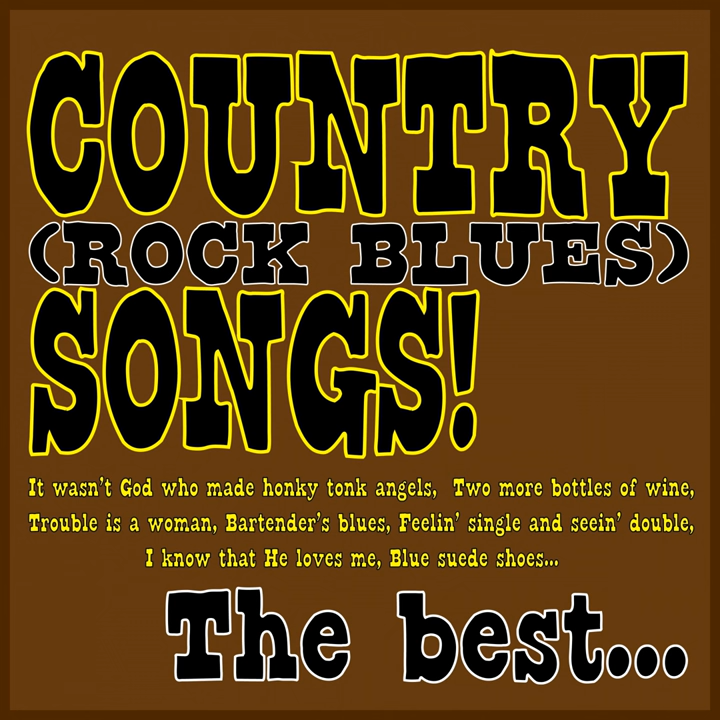 COUNTRY
(ROCK BLUES)
SONGS!
It wasn't God who made honky tonk angels, Two more bottles of wine,
Trouble is a woman, Bartender's blues, Feelin' single and seein' double,
I know that He loves me, Blue suede shoes...
The best...